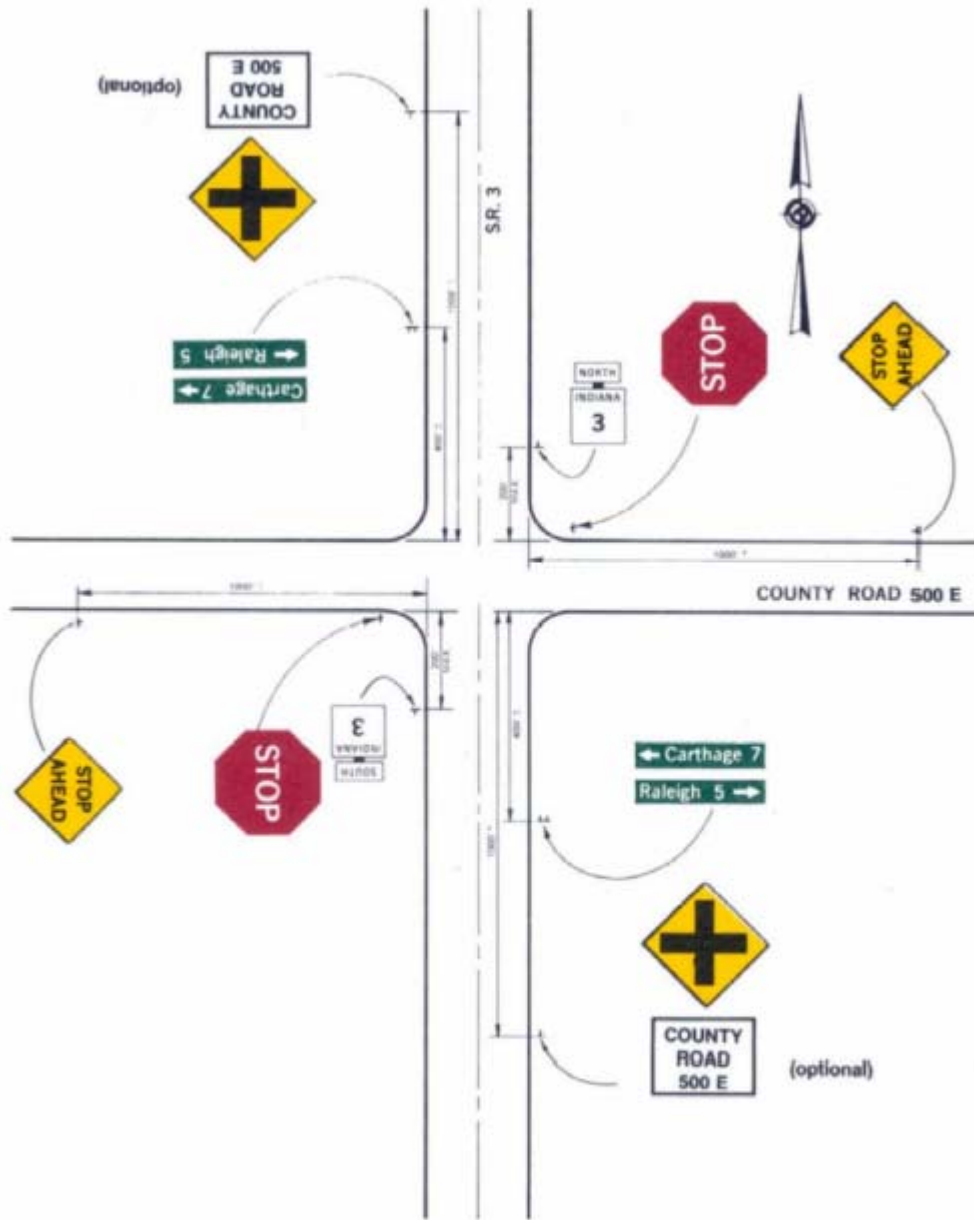 (optional)
COUNTY
ROAD
500 E
S.R. 3
Raleigh 5
Carthage 7
STOP
STOP
AHEAD
NORTH
INDIANA
3
COUNTY ROAD 500 E
STOP
AHEAD
STOP
3
INDIANA
SOUTH
Carthage 7
Raleigh 5
COUNTY
ROAD
500 E
(optional)